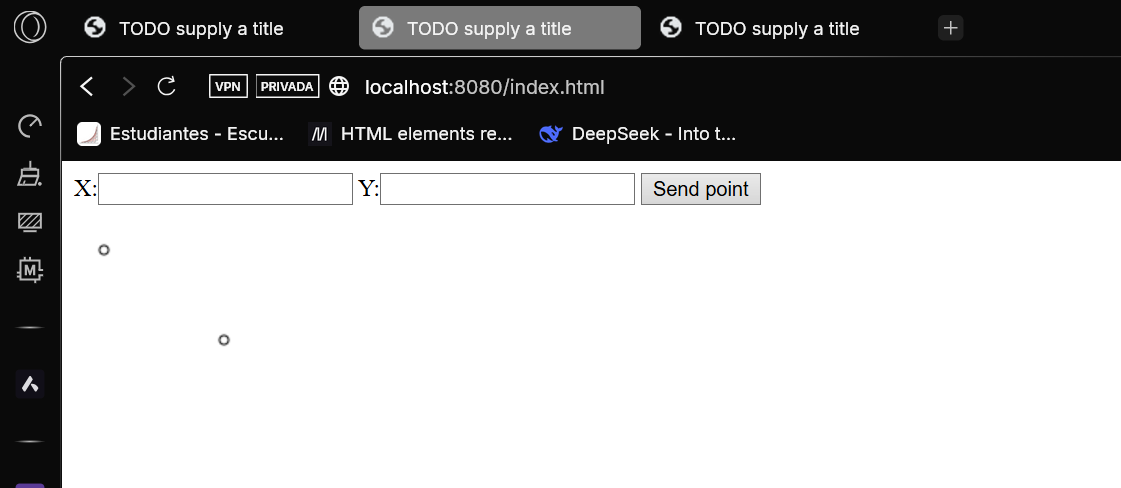 TODO supply a title TODO supply a title TODO supply a title
VPN PRIVADA localhost:8080/index.html
Estudiantes - Escu... HTML elements re... DeepSeek - Into t...
X: Y: Send point
M